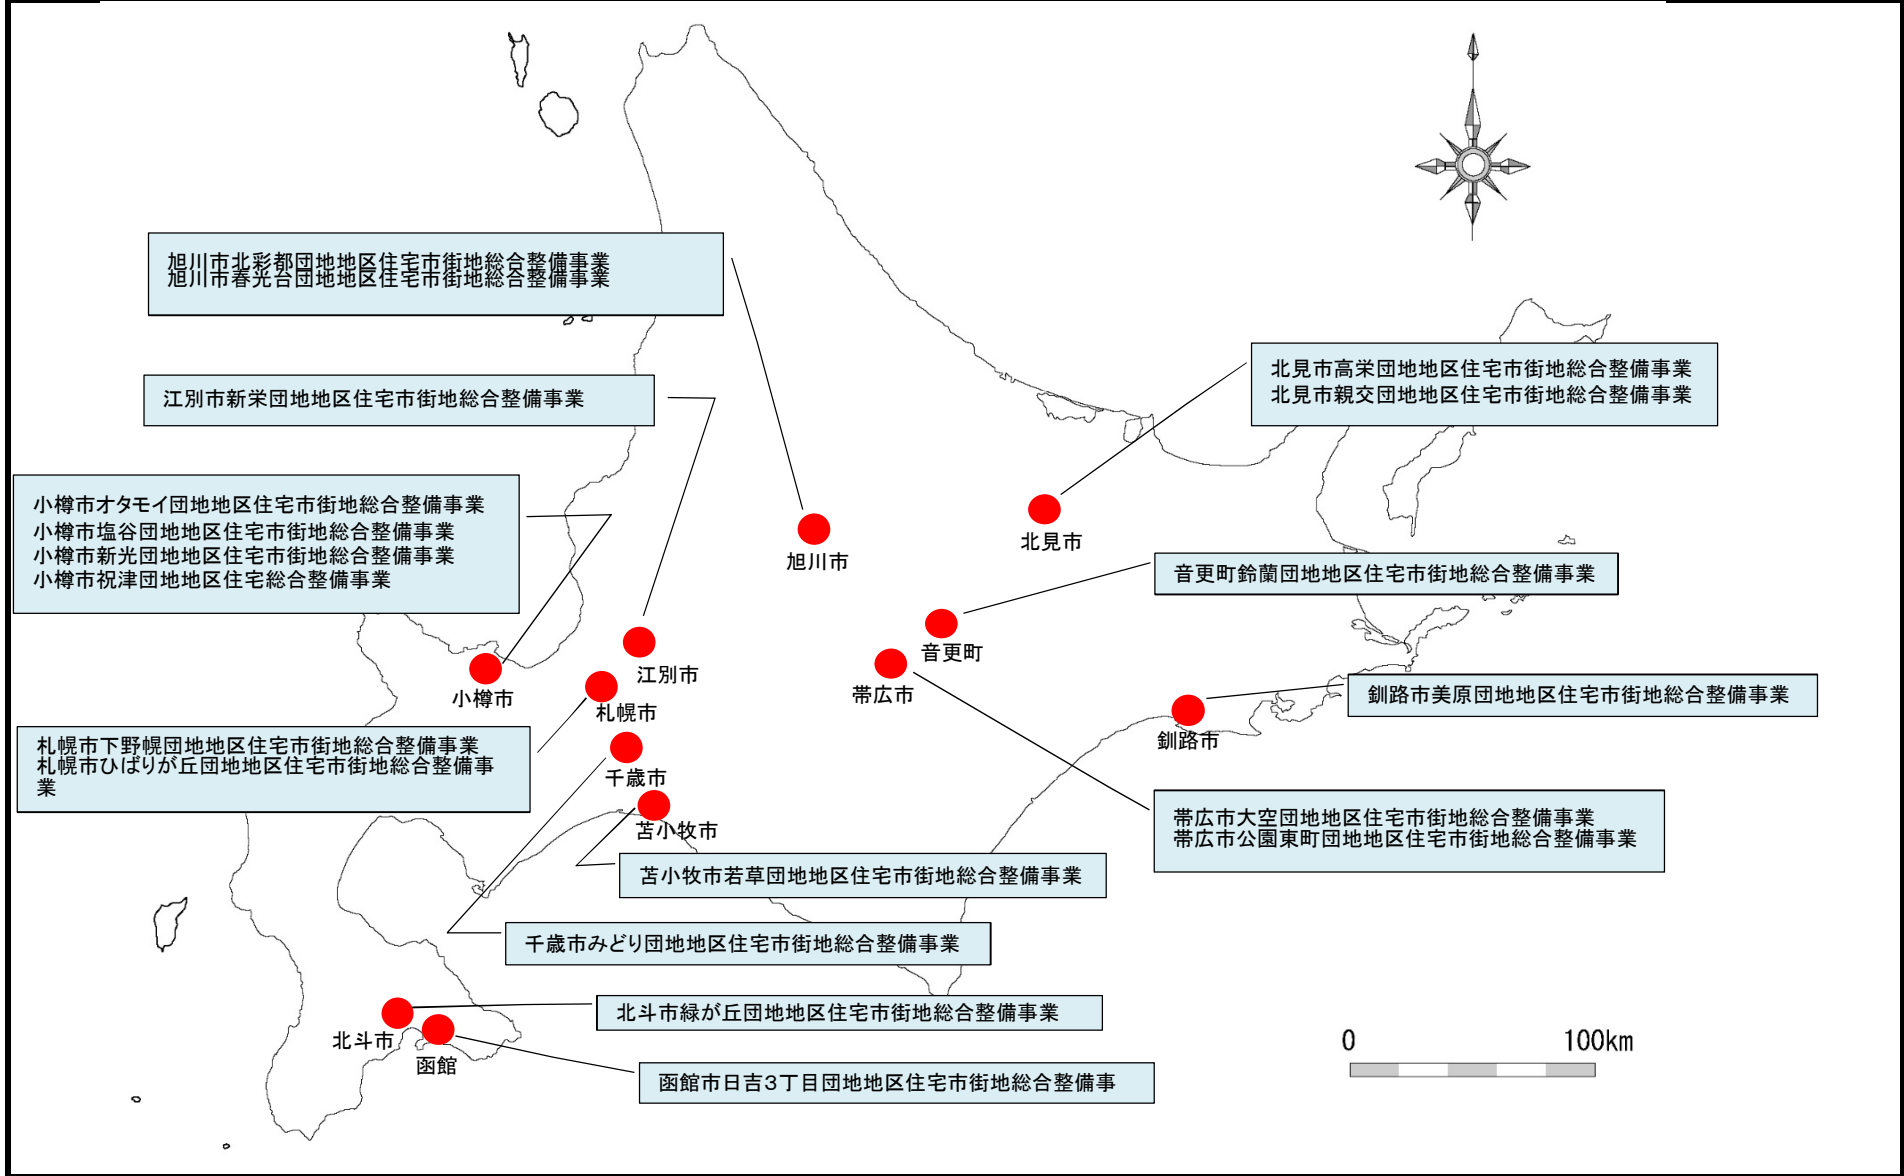 旭川市北彩都団地地区住宅市街地総合整備事業
旭川市春光台団地地区住宅市街地総合整備事業
江別市新栄団地地区住宅市街地総合整備事業
北見市高栄団地地区住宅市街地総合整備事業
北見市親交団地地区住宅市街地総合整備事業
小樽市オタモイ団地地区住宅市街地総合整備事業
小樽市塩谷団地地区住宅市街地総合整備事業
小樽市新光団地地区住宅市街地総合整備事業
小樽市祝津団地地区住宅総合整備事業
旭川市
北見市
音更町鈴蘭団地地区住宅市街地総合整備事業
音更町
江別市
小樽市
帯広市
札幌市
釧路市美原団地地区住宅市街地総合整備事業
釧路市
札幌市下野幌団地地区住宅市街地総合整備事業
札幌市ひばりが丘団地地区住宅市街地総合整備事
業
千歳市
苫小牧市
帯広市大空団地地区住宅市街地総合整備事業
帯広市公園東町団地地区住宅市街地総合整備事業
苫小牧市若草団地地区住宅市街地総合整備事業
千歳市みどり団地地区住宅市街地総合整備事業
北斗市緑が丘団地地区住宅市街地総合整備事業
北斗市
函館
函館市日吉3丁目団地地区住宅市街地総合整備事
0 100km